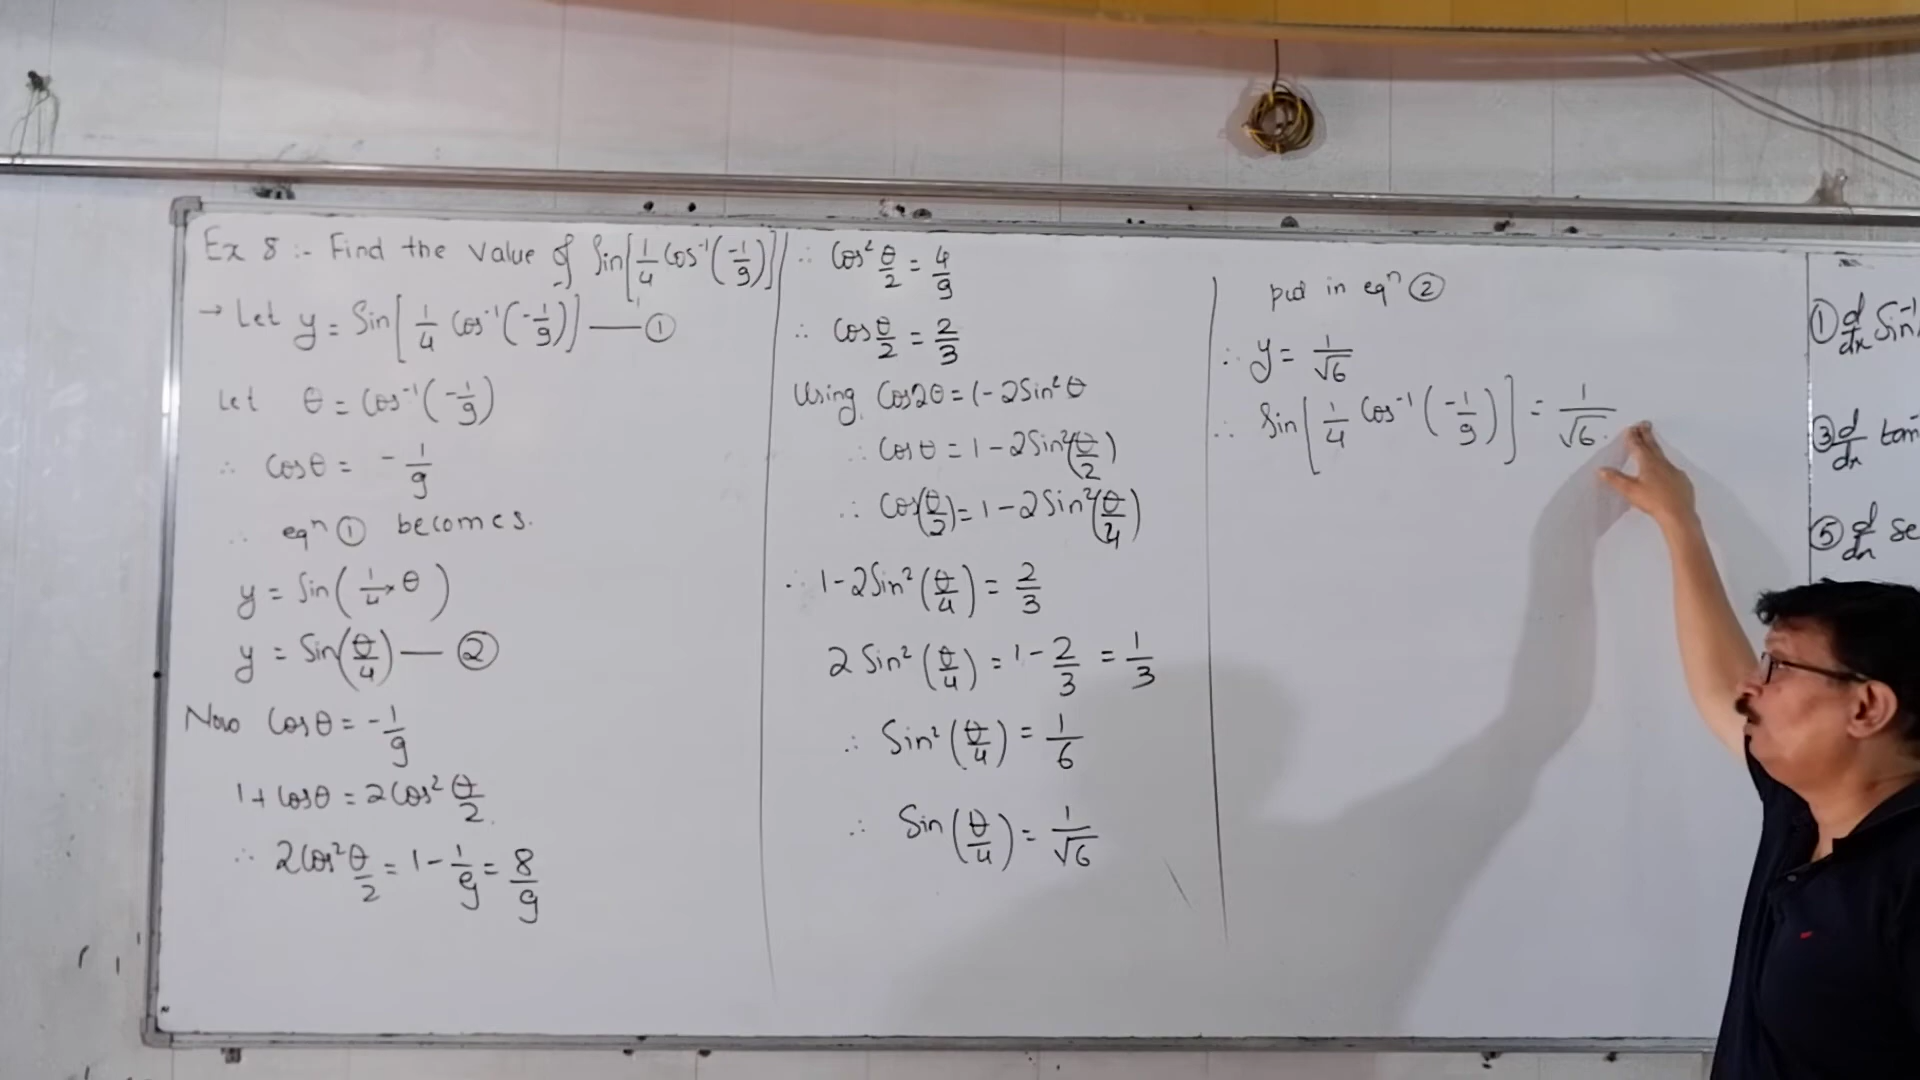 Ex 8 :- Find the value of Sin[1/4 Cos⁻¹(-1/9)]
→ Let y = Sin[1/4 Cos⁻¹(-1/9)] — ①
Let θ = Cos⁻¹(-1/9)
∴ Cosθ = -1/9
∴ eqⁿ ① becomes.
y = Sin(1/4 × θ)
y = Sin(θ/4) — ②
Now Cosθ = -1/9
1 + Cosθ = 2Cos² θ/2
∴ 2Cos² θ/2 = 1 - 1/9 = 8/9
∴ Cos² θ/2 = 4/9
∴ Cos θ/2 = 2/3
Using Cos2θ = 1 - 2Sin²θ
∴ Cosθ = 1 - 2Sin²(θ/2)
∴ Cos(θ/2) = 1 - 2Sin²(θ/4)
∴ 1 - 2Sin²(θ/4) = 2/3
2Sin²(θ/4) = 1 - 2/3 = 1/3
∴ Sin²(θ/4) = 1/6
∴ Sin(θ/4) = 1/√6
put in eqⁿ ②
∴ y = 1/√6
∴ Sin[1/4 Cos⁻¹(-1/9)] = 1/√6.
① d/dx Sin⁻¹
③ d/dx tan
⑤ d/dx se